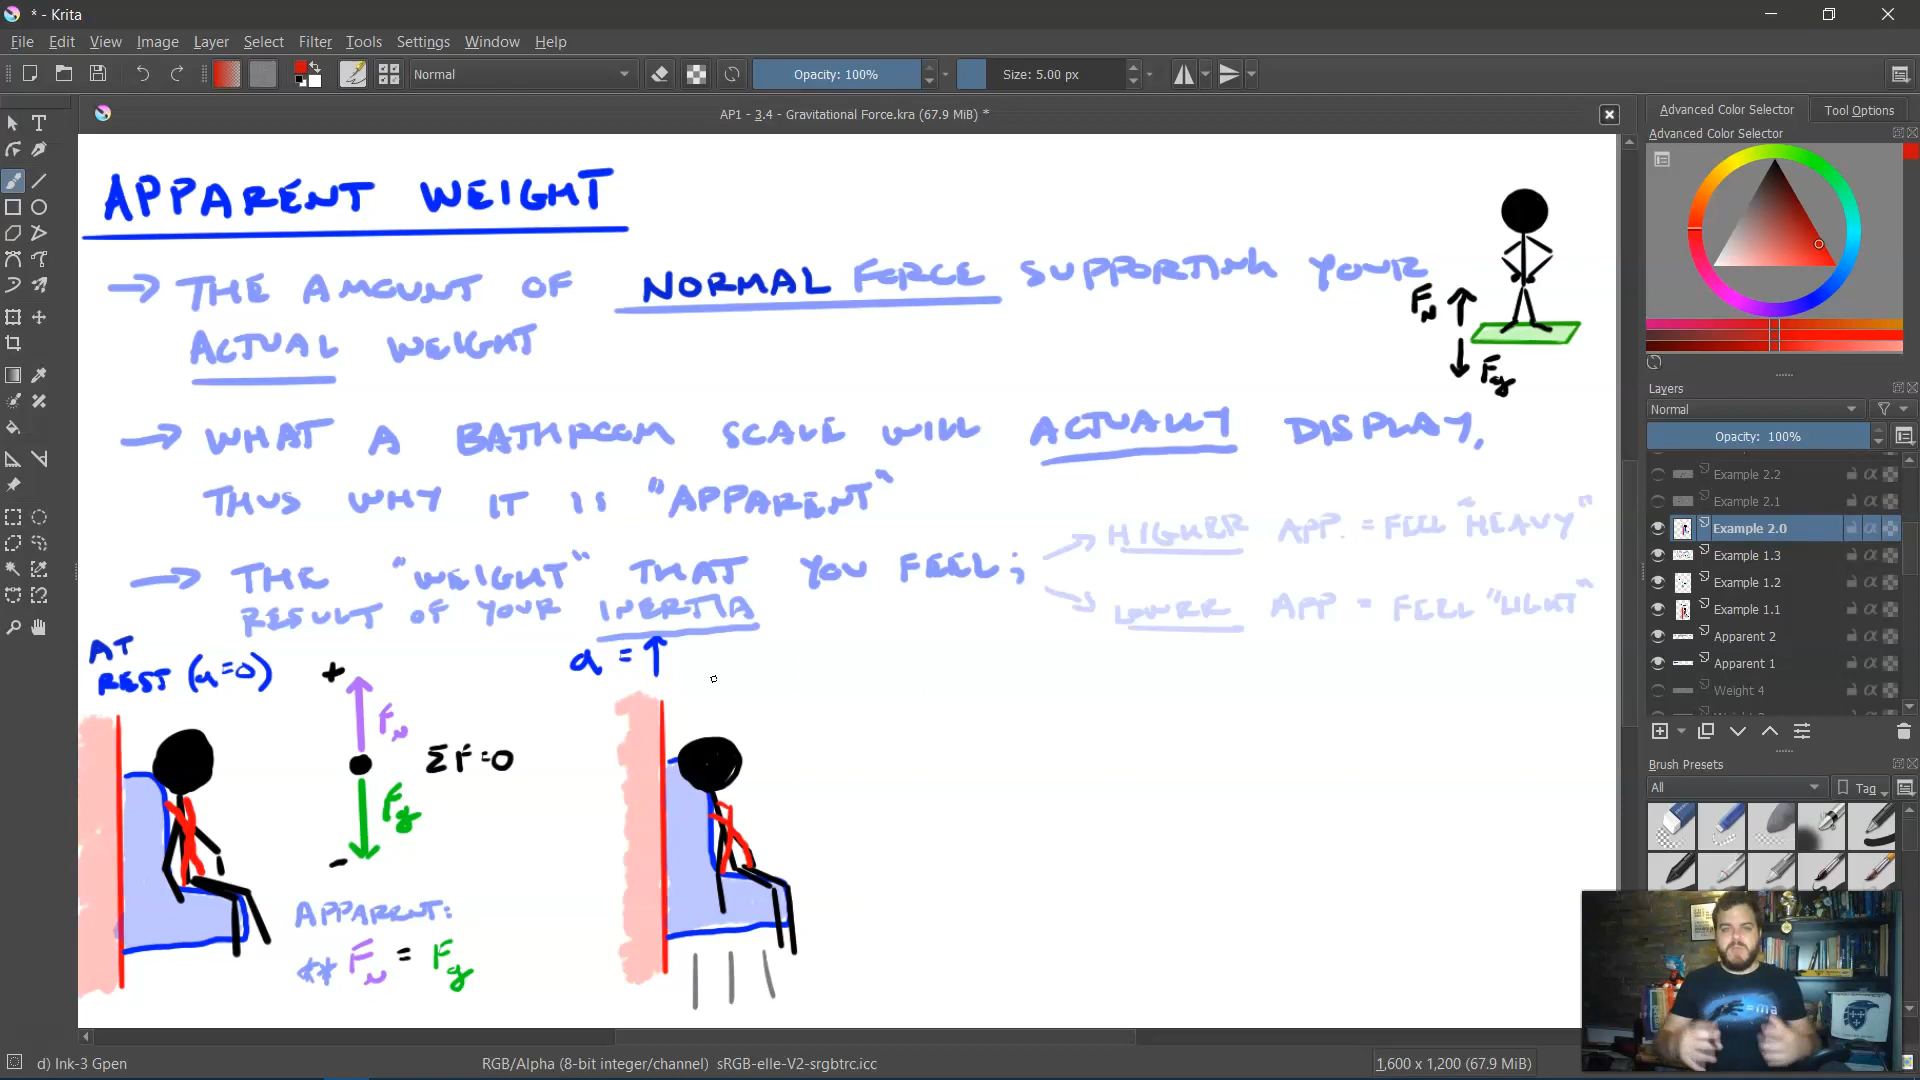 * - Krita
File Edit View Image Layer Select Filter Tools Settings Window Help
Normal Opacity: 100% Size: 5.00 px
AP1 - 3.4 - Gravitational Force.kra (67.9 MiB) *
APPARENT WEIGHT
→ THE AMOUNT OF NORMAL FORCE SUPPORTING YOUR
ACTUAL WEIGHT
F_N
F_g
→ WHAT A BATHROOM SCALE WILL ACTUALLY DISPLAY,
THUS WHY IT IS "APPARENT"
→ THE "WEIGHT" THAT YOU FEEL;
RESULT OF YOUR INERTIA
HIGHER APP. = FEEL "HEAVY"
LOWER APP = FEEL "LIGHT"
AT
REST (a=0)
+
F_N
ΣF=0
F_g
-
APPARENT:
** F_N = F_g
a = ↑
Advanced Color Selector Tool Options
Advanced Color Selector
Layers
Normal
Opacity: 100%
Example 2.2
Example 2.1
Example 2.0
Example 1.3
Example 1.2
Example 1.1
Apparent 2
Apparent 1
Weight 4
Brush Presets
All Tag
=ma
d) Ink-3 Gpen
RGB/Alpha (8-bit integer/channel) sRGB-elle-V2-srgbtrc.icc
1,600 x 1,200 (67.9 MiB)